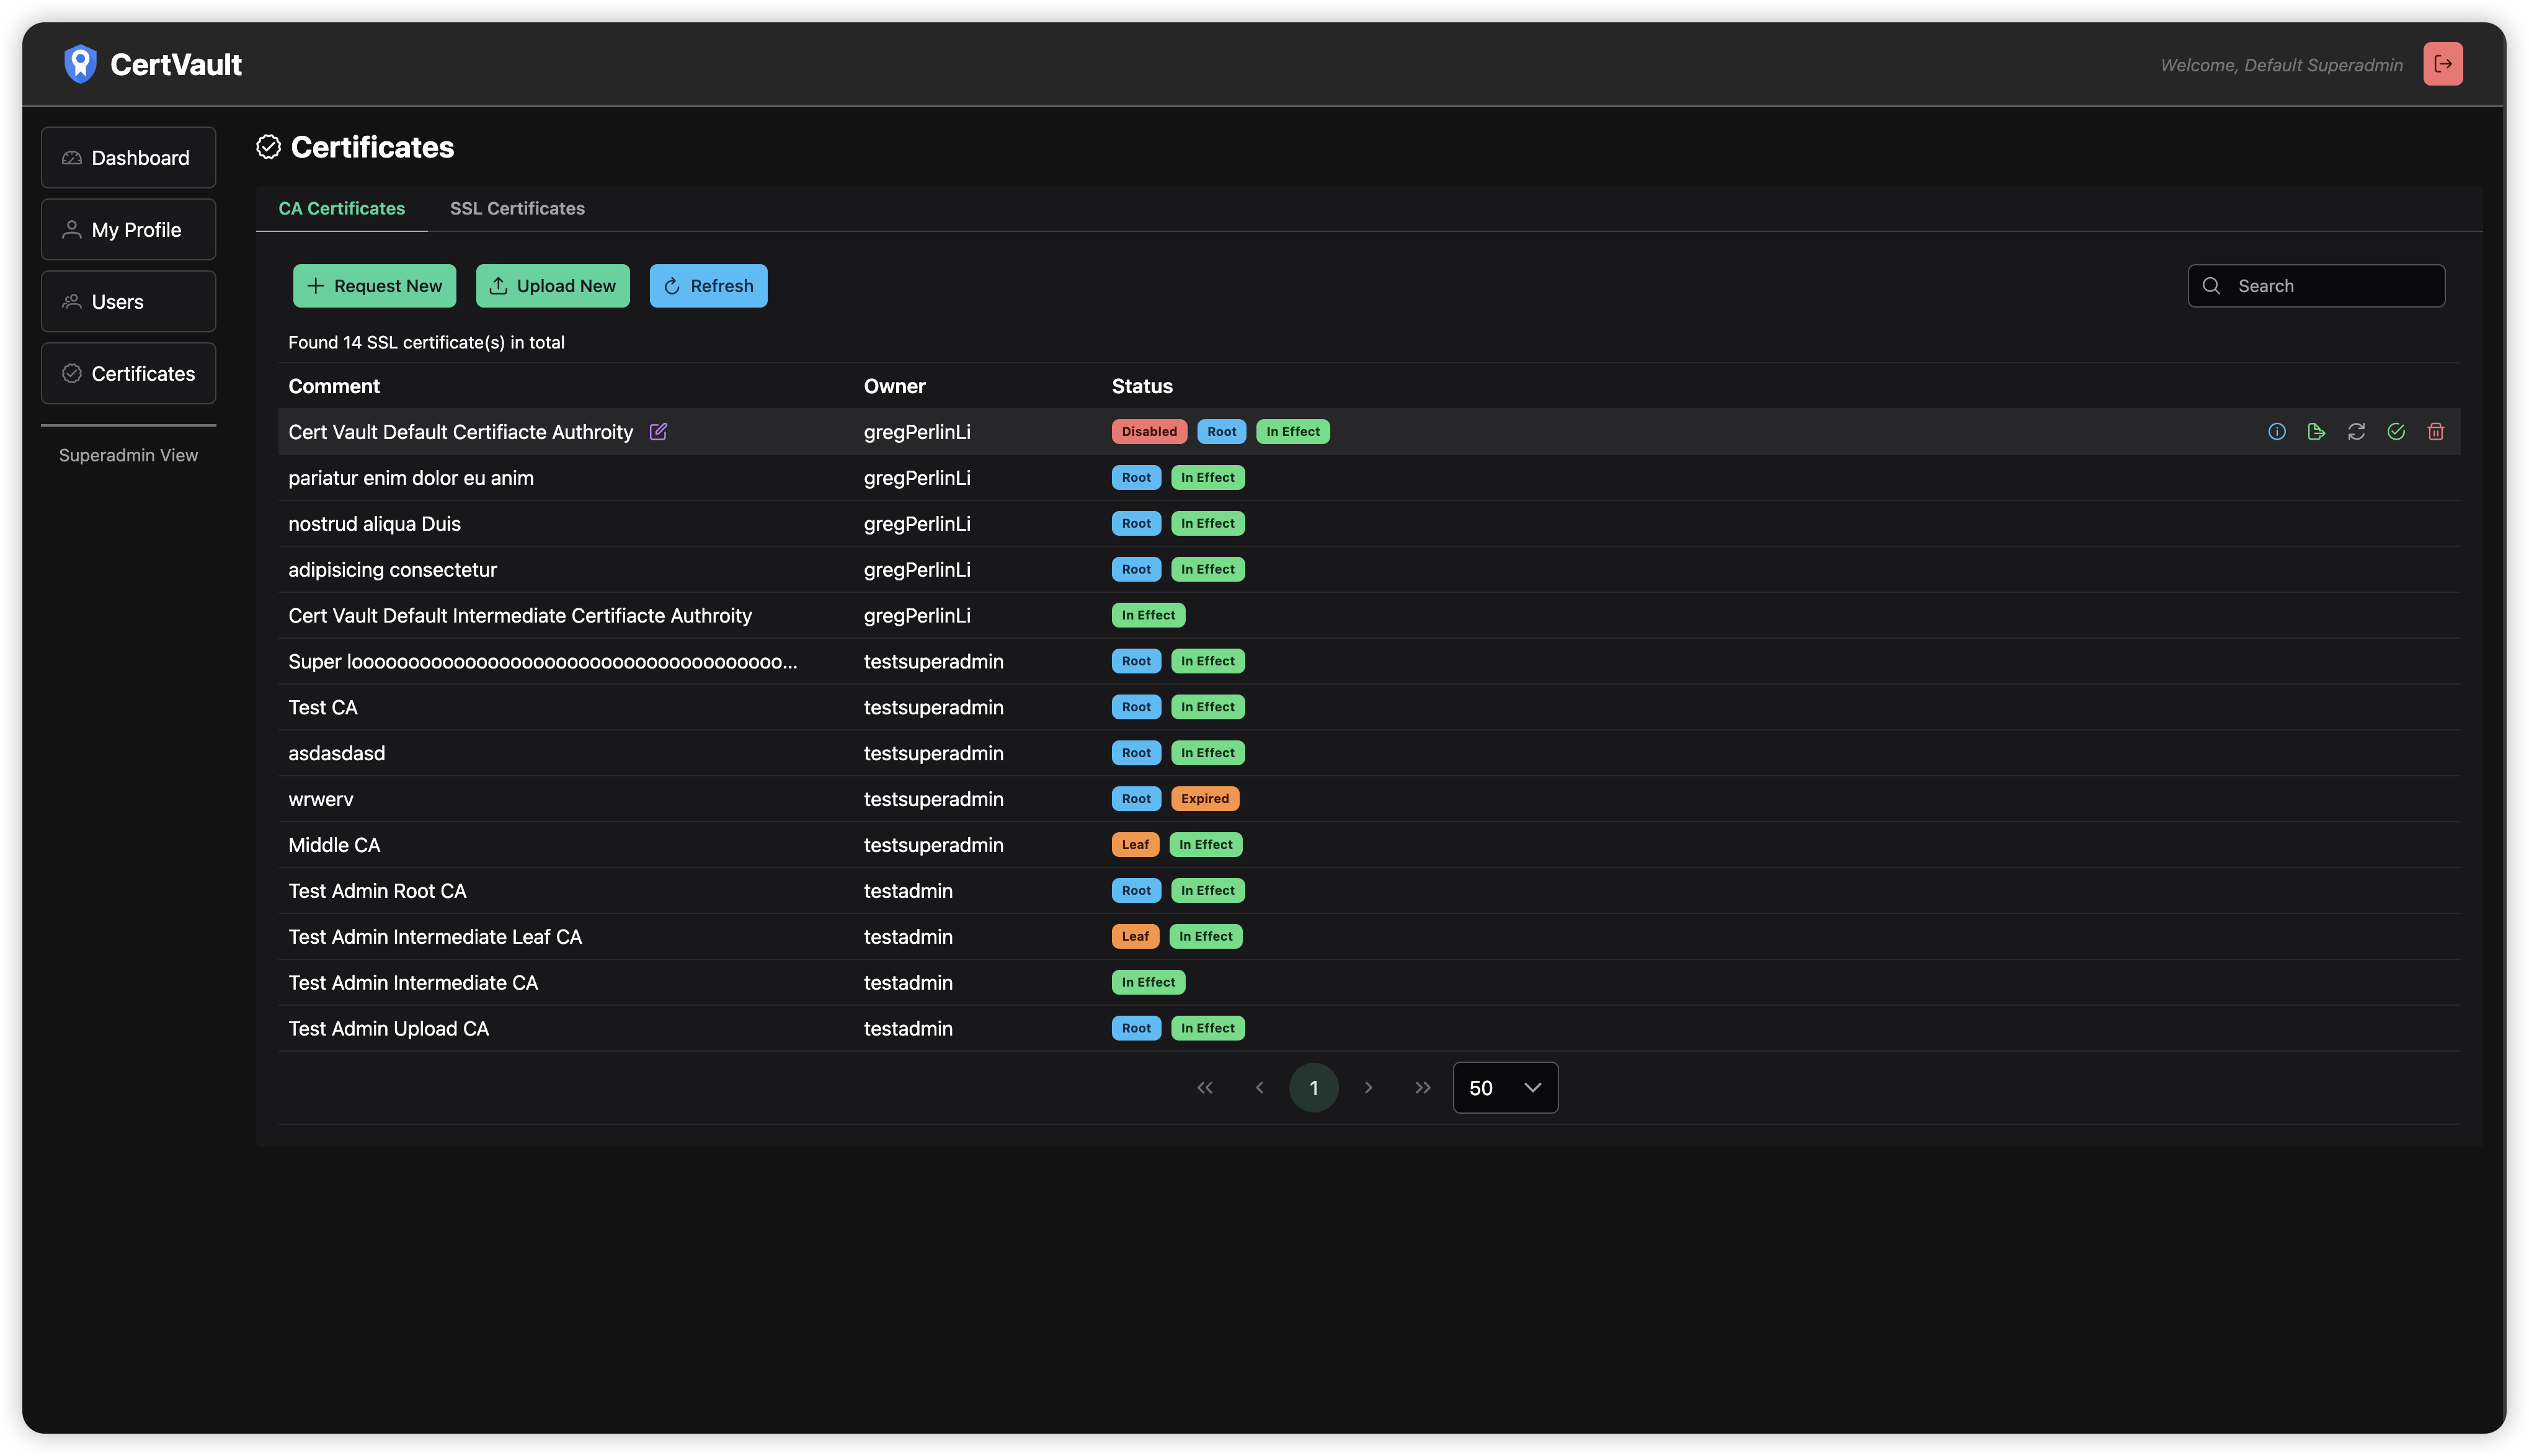 CertVault
Welcome, Default Superadmin
Dashboard
My Profile
Users
Certificates
Superadmin View
Certificates
CA Certificates SSL Certificates
Request New Upload New Refresh Search
Found 14 SSL certificate(s) in total
Comment Owner Status
Cert Vault Default Certifiacte Authroity gregPerlinLi Disabled Root In Effect
pariatur enim dolor eu anim gregPerlinLi Root In Effect
nostrud aliqua Duis gregPerlinLi Root In Effect
adipisicing consectetur gregPerlinLi Root In Effect
Cert Vault Default Intermediate Certifiacte Authroity gregPerlinLi In Effect
Super looooooooooooooooooooooooooooooooooooooo... testsuperadmin Root In Effect
Test CA testsuperadmin Root In Effect
asdasdasd testsuperadmin Root In Effect
wrwerv testsuperadmin Root Expired
Middle CA testsuperadmin Leaf In Effect
Test Admin Root CA testadmin Root In Effect
Test Admin Intermediate Leaf CA testadmin Leaf In Effect
Test Admin Intermediate CA testadmin In Effect
Test Admin Upload CA testadmin Root In Effect
1 50